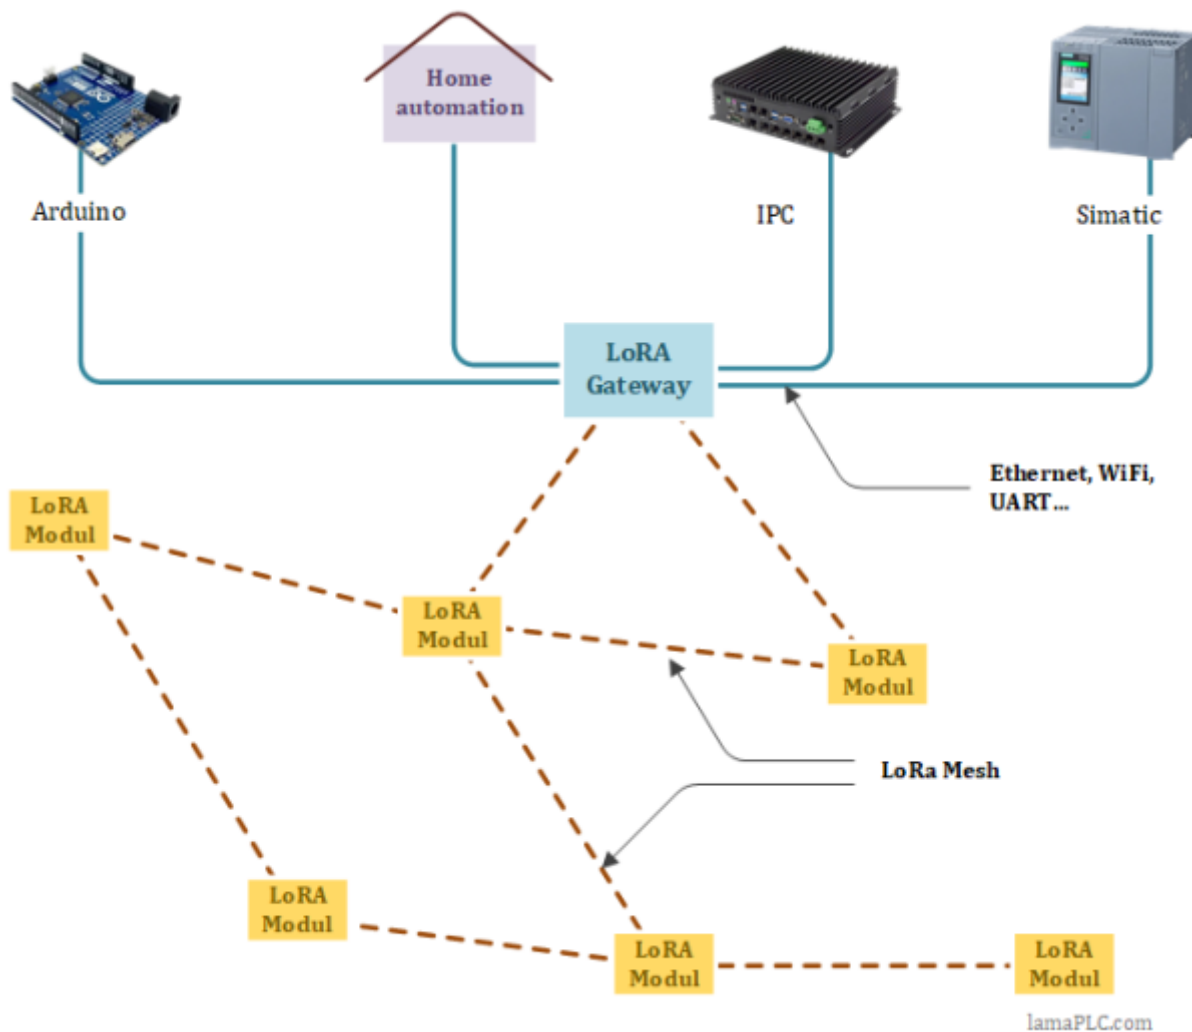 Home
automation
Arduino
IPC
Simatic
LoRA
Gateway
Ethernet, WiFi,
UART...
LoRA
Modul
LoRA
Modul
LoRA
Modul
LoRa Mesh
LoRA
Modul
LoRA
Modul
LoRA
Modul
lamaPLC.com